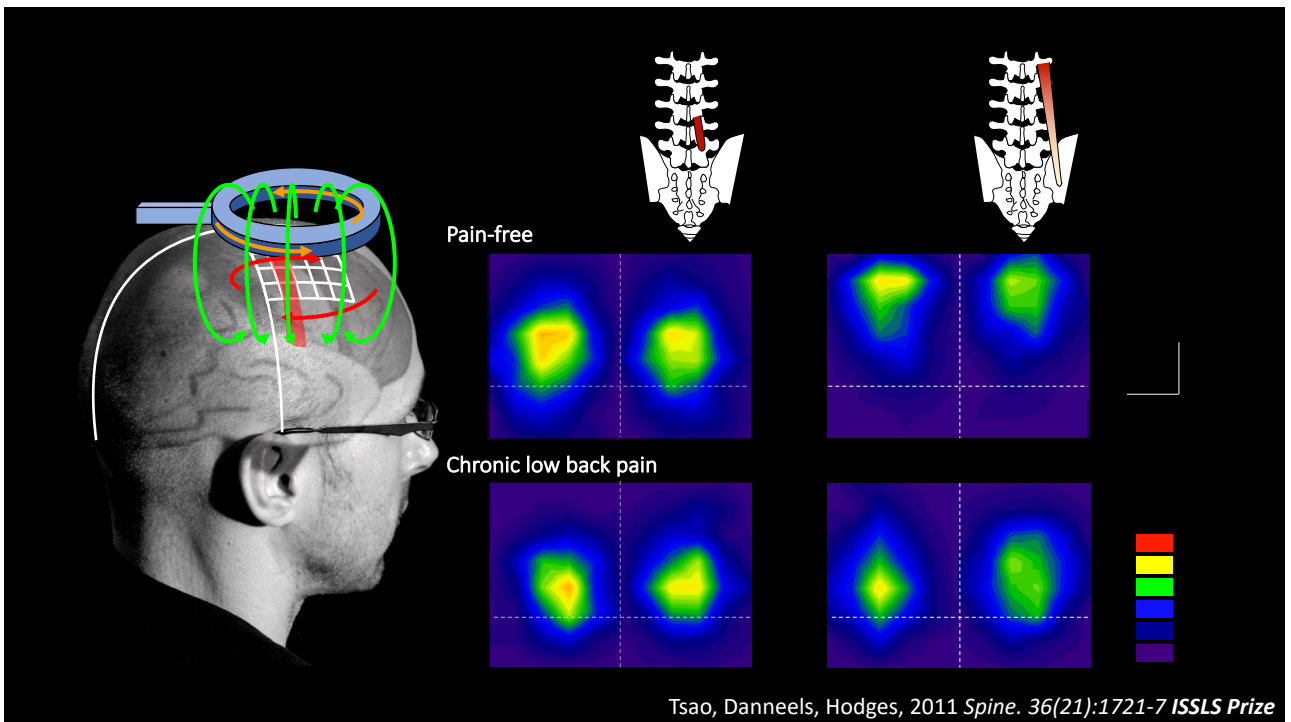 Pain-free
Chronic low back pain
Tsao, Danneels, Hodges, 2011 Spine. 36(21):1721-7 ISSLS Prize